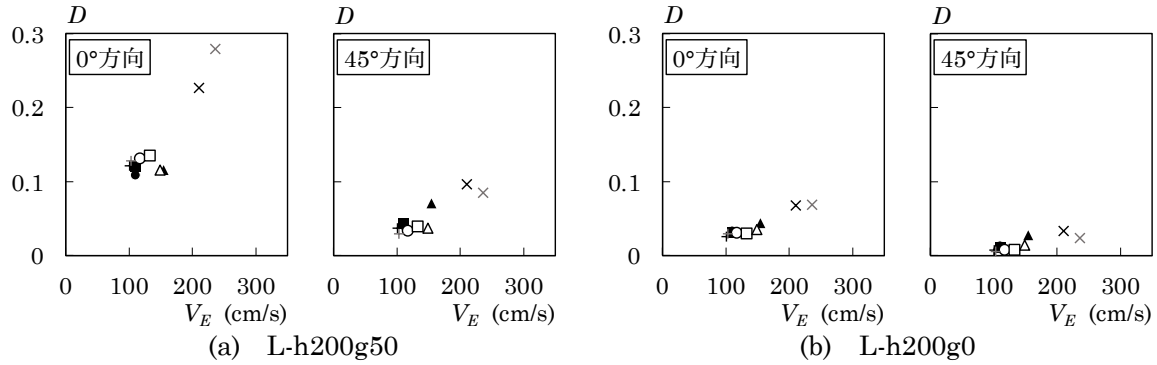 D D D D
0.3 0°方向 45°方向 0.3 0°方向 45°方向
0.2 0.2
0.1 0.1
0 0
0 100 200 300 0 100 200 300 0 100 200 300 0 100 200 300
V_E (cm/s) V_E (cm/s) V_E (cm/s) V_E (cm/s)
(a) L-h200g50 (b) L-h200g0